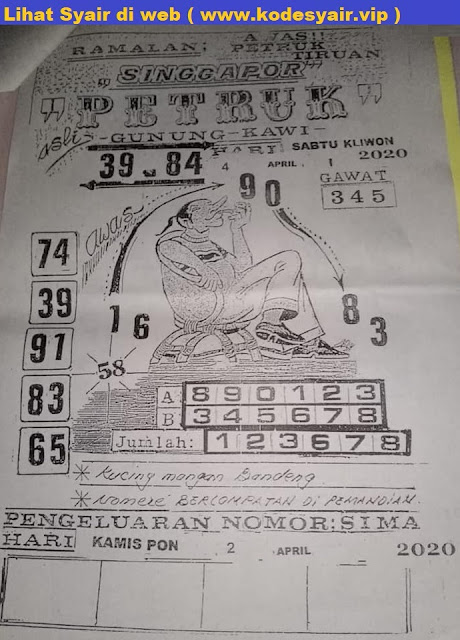 Lihat Syair di web ( www.kodesyair.vip )
RAMALAN; AJAS!! PETRUK TIRUAN
"SINGGAPOR"
"PETRUK"
Asli -GUNUNG-KAWI-
HARI SABTU KLIWON
39 84 4 APRIL 2020
GAWAT
345
90
awas
74
39
97
83
65
16
58
83
A: 890123
B: 345678
Jumlah: 123678
* Kucing mangan Bandeng
* Nomere BERLOMPATAN DI PEMANDIAN.
PENGELUARAN NOMOR: SIMA
HARI KAMIS PON 2 APRIL 2020